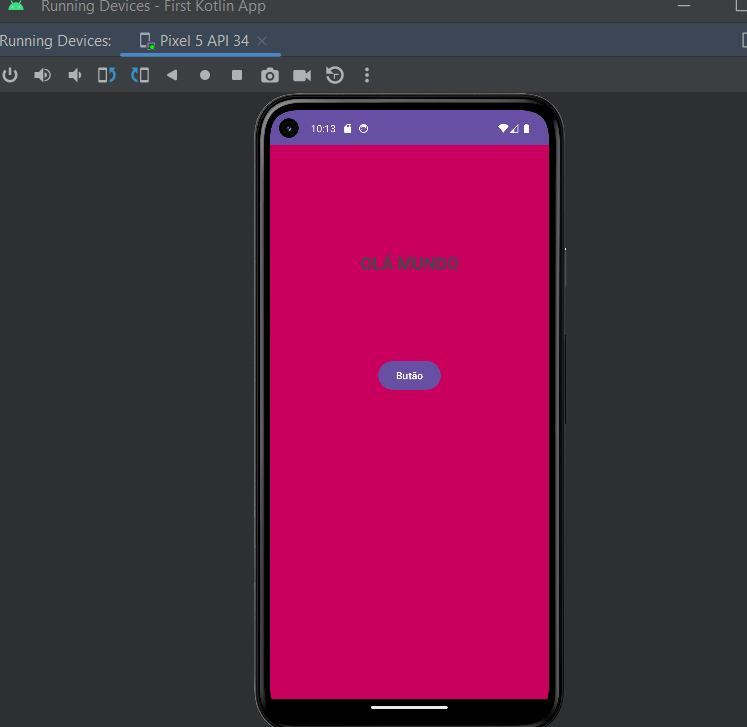 Running Devices - First Kotlin App
Running Devices: Pixel 5 API 34
10:13
OLÁ MUNDO
Butão